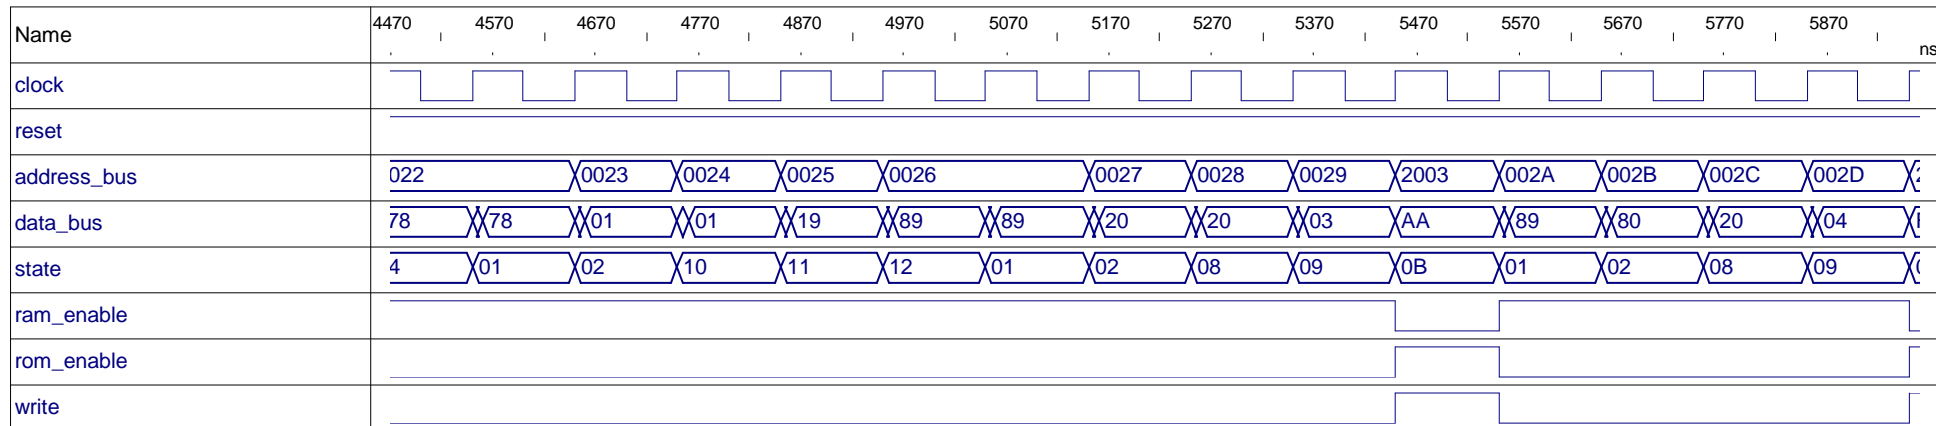 Name 4470 4570 4670 4770 4870 4970 5070 5170 5270 5370 5470 5570 5670 5770 5870
ns
clock
reset
address_bus 022 0023 0024 0025 0026 0027 0028 0029 2003 002A 002B 002C 002D
data_bus 78 78 01 01 19 89 89 20 20 03 AA 89 80 20 04
state 4 01 02 10 11 12 01 02 08 09 0B 01 02 08 09
ram_enable
rom_enable
write